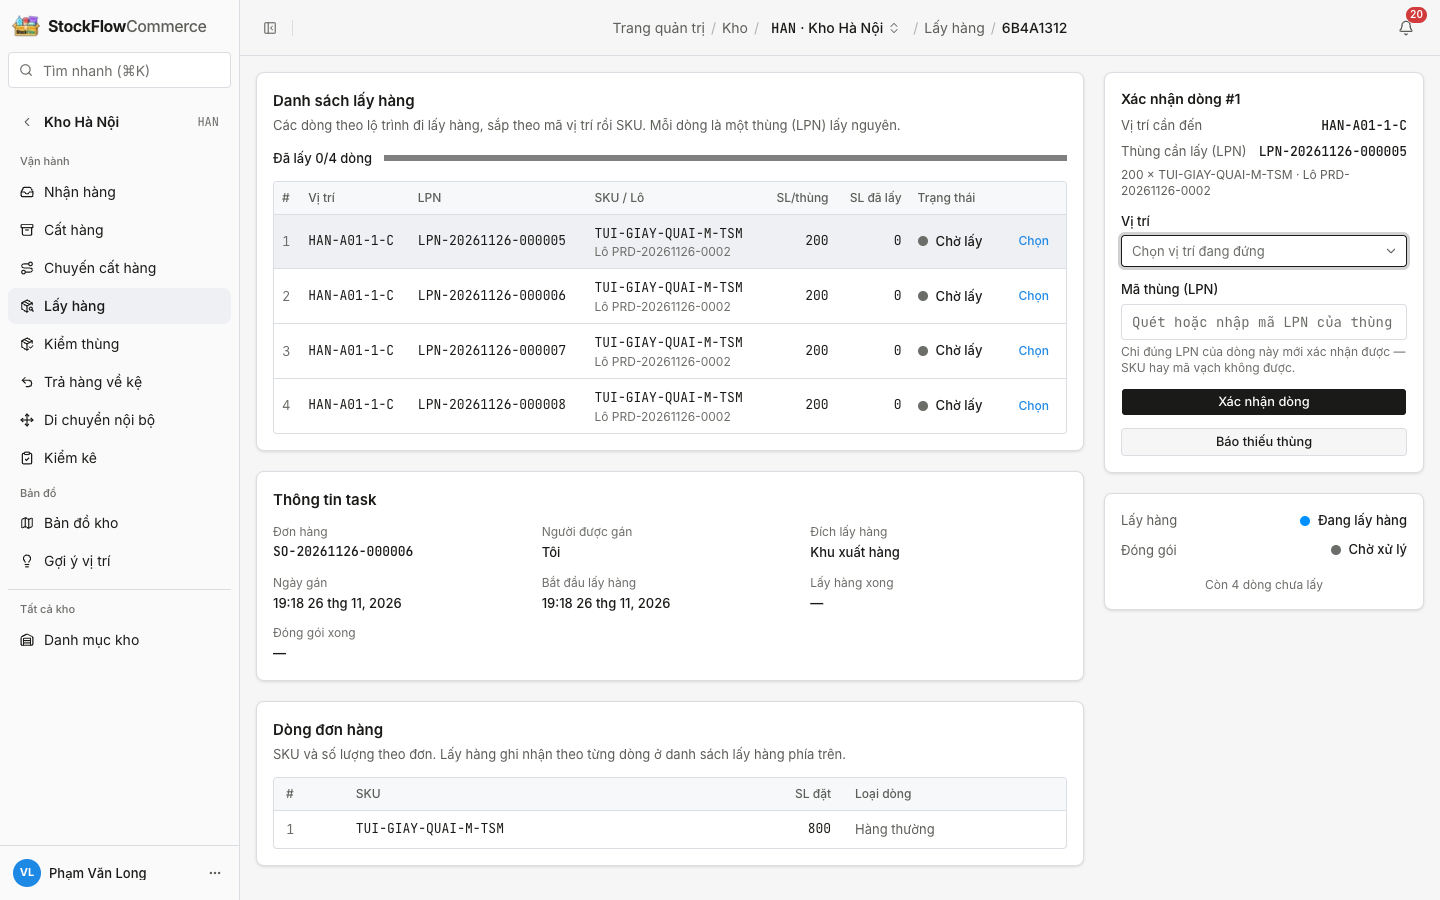 StockFlowCommerce
Tìm nhanh (⌘K)
Kho Hà Nội HAN
Vận hành
Nhận hàng
Cất hàng
Chuyến cất hàng
Lấy hàng
Kiểm thùng
Trả hàng về kệ
Di chuyển nội bộ
Kiểm kê
Bản đồ
Bản đồ kho
Gợi ý vị trí
Tất cả kho
Danh mục kho
VL Phạm Văn Long
Trang quản trị / Kho / HAN · Kho Hà Nội / Lấy hàng / 6B4A1312
20
Danh sách lấy hàng
Các dòng theo lộ trình đi lấy hàng, sắp theo mã vị trí rồi SKU. Mỗi dòng là một thùng (LPN) lấy nguyên.
Đã lấy 0/4 dòng
# Vị trí LPN SKU / Lô SL/thùng SL đã lấy Trạng thái
1 HAN-A01-1-C LPN-20261126-000005 TUI-GIAY-QUAI-M-TSM 200 0 Chờ lấy Chọn
Lô PRD-20261126-0002
2 HAN-A01-1-C LPN-20261126-000006 TUI-GIAY-QUAI-M-TSM 200 0 Chờ lấy Chọn
Lô PRD-20261126-0002
3 HAN-A01-1-C LPN-20261126-000007 TUI-GIAY-QUAI-M-TSM 200 0 Chờ lấy Chọn
Lô PRD-20261126-0002
4 HAN-A01-1-C LPN-20261126-000008 TUI-GIAY-QUAI-M-TSM 200 0 Chờ lấy Chọn
Lô PRD-20261126-0002
Thông tin task
Đơn hàng Người được gán Đích lấy hàng
SO-20261126-000006 Tôi Khu xuất hàng
Ngày gán Bắt đầu lấy hàng Lấy hàng xong
19:18 26 thg 11, 2026 19:18 26 thg 11, 2026 —
Đóng gói xong
—
Dòng đơn hàng
SKU và số lượng theo đơn. Lấy hàng ghi nhận theo từng dòng ở danh sách lấy hàng phía trên.
# SKU SL đặt Loại dòng
1 TUI-GIAY-QUAI-M-TSM 800 Hàng thường
Xác nhận dòng #1
Vị trí cần đến HAN-A01-1-C
Thùng cần lấy (LPN) LPN-20261126-000005
200 × TUI-GIAY-QUAI-M-TSM · Lô PRD-
20261126-0002
Vị trí
Chọn vị trí đang đứng
Mã thùng (LPN)
Quét hoặc nhập mã LPN của thùng
Chỉ đúng LPN của dòng này mới xác nhận được —
SKU hay mã vạch không được.
Xác nhận dòng
Báo thiếu thùng
Lấy hàng Đang lấy hàng
Đóng gói Chờ xử lý
Còn 4 dòng chưa lấy